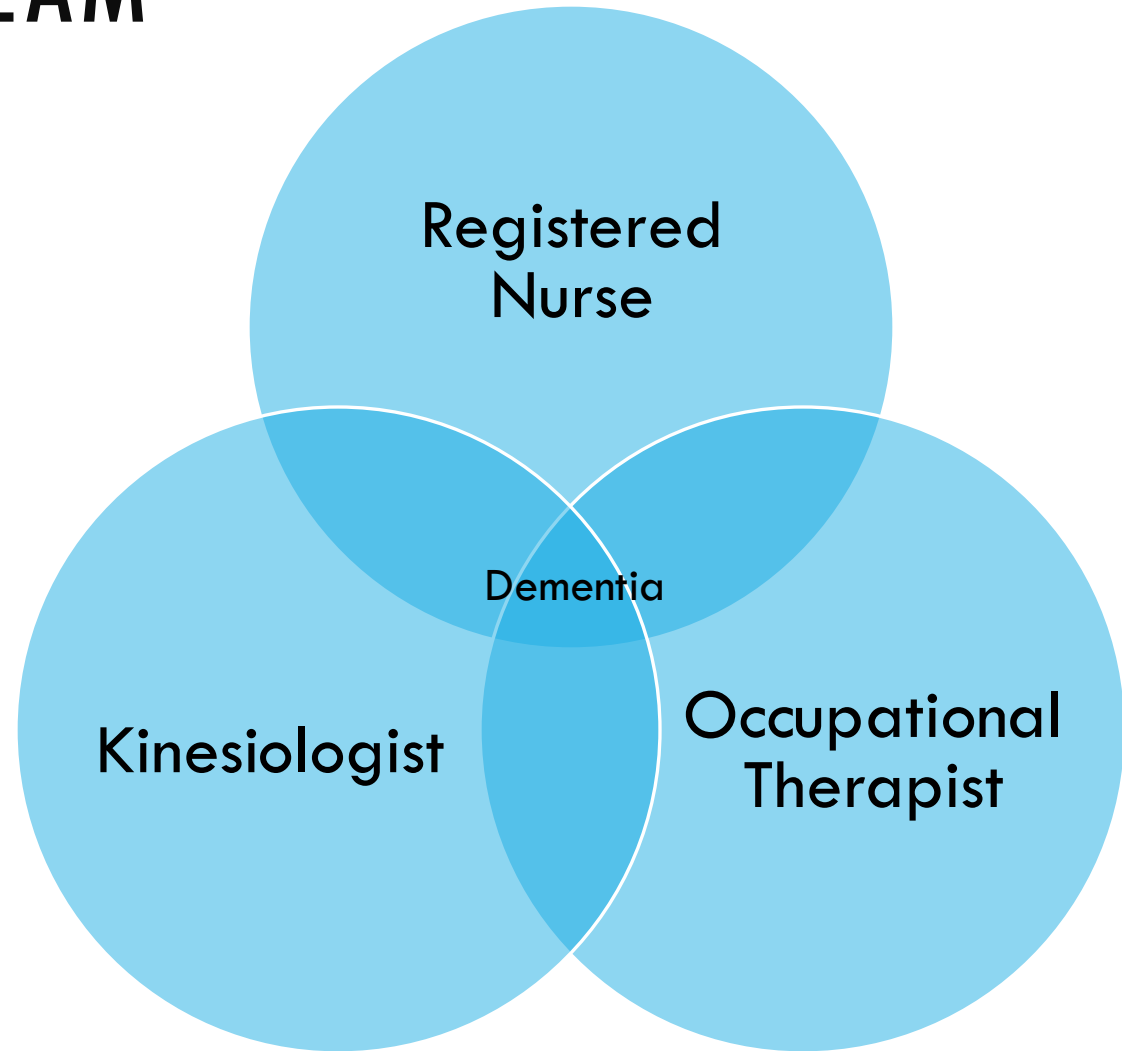 Registered
Nurse
Dementia
Kinesiologist
Occupational
Therapist